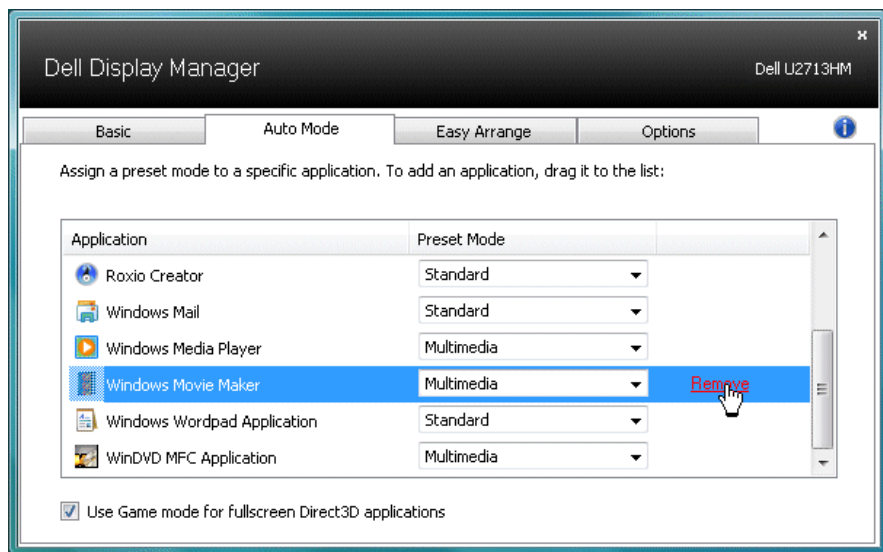 Dell Display Manager
Dell U2713HM
Basic
Auto Mode
Easy Arrange
Options
Assign a preset mode to a specific application. To add an application, drag it to the list:
Application Preset Mode
Roxio Creator Standard
Windows Mail Standard
Windows Media Player Multimedia
Windows Movie Maker Multimedia Remove
Windows Wordpad Application Standard
WinDVD MFC Application Multimedia
Use Game mode for fullscreen Direct3D applications